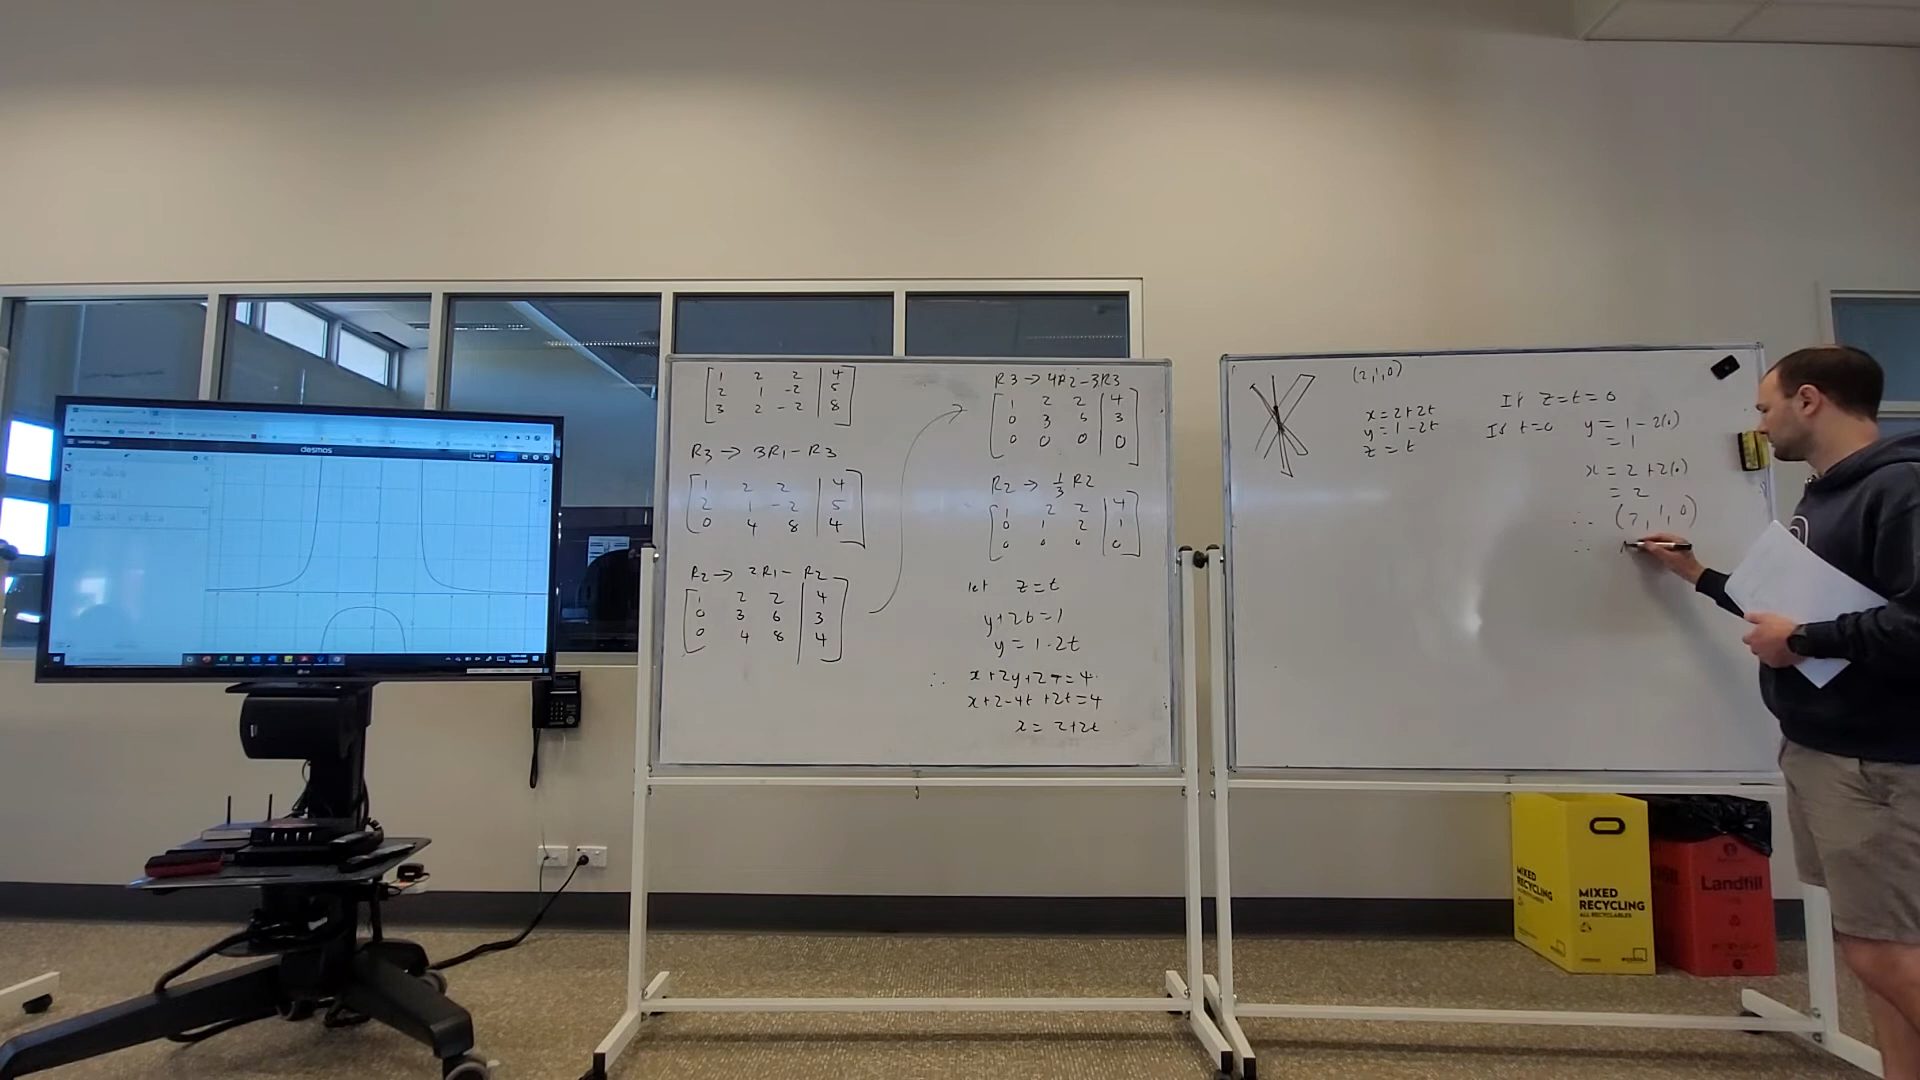 desmos
1 2 2 | 4
2 1 -2 | 5
3 2 -2 | 8
R3 → 3R1 - R3
1 2 2 | 4
2 1 -2 | 5
0 4 8 | 4
R2 → 2R1 - R2
1 2 2 | 4
0 3 6 | 3
0 4 8 | 4
R3 → 4R2 - 3R3
1 2 2 | 4
0 3 6 | 3
0 0 0 | 0
R2 → 1/3 R2
1 2 2 | 4
0 1 2 | 1
0 0 0 | 0
let z = t
y + 2t = 1
y = 1 - 2t
∴ x + 2y + 2z = 4
x + 2 - 4t + 2t = 4
x = 2 + 2t
(2,1,0)
x = 2 + 2t
y = 1 - 2t
z = t
If z = t = 0
If t = 0 y = 1 - 2(0)
= 1
x = 2 + 2(0)
= 2
∴ (2,1,0)
∴
MIXED
RECYCLING
ALL RECYCLABLES
MIXED
RECYCLING
Landfill